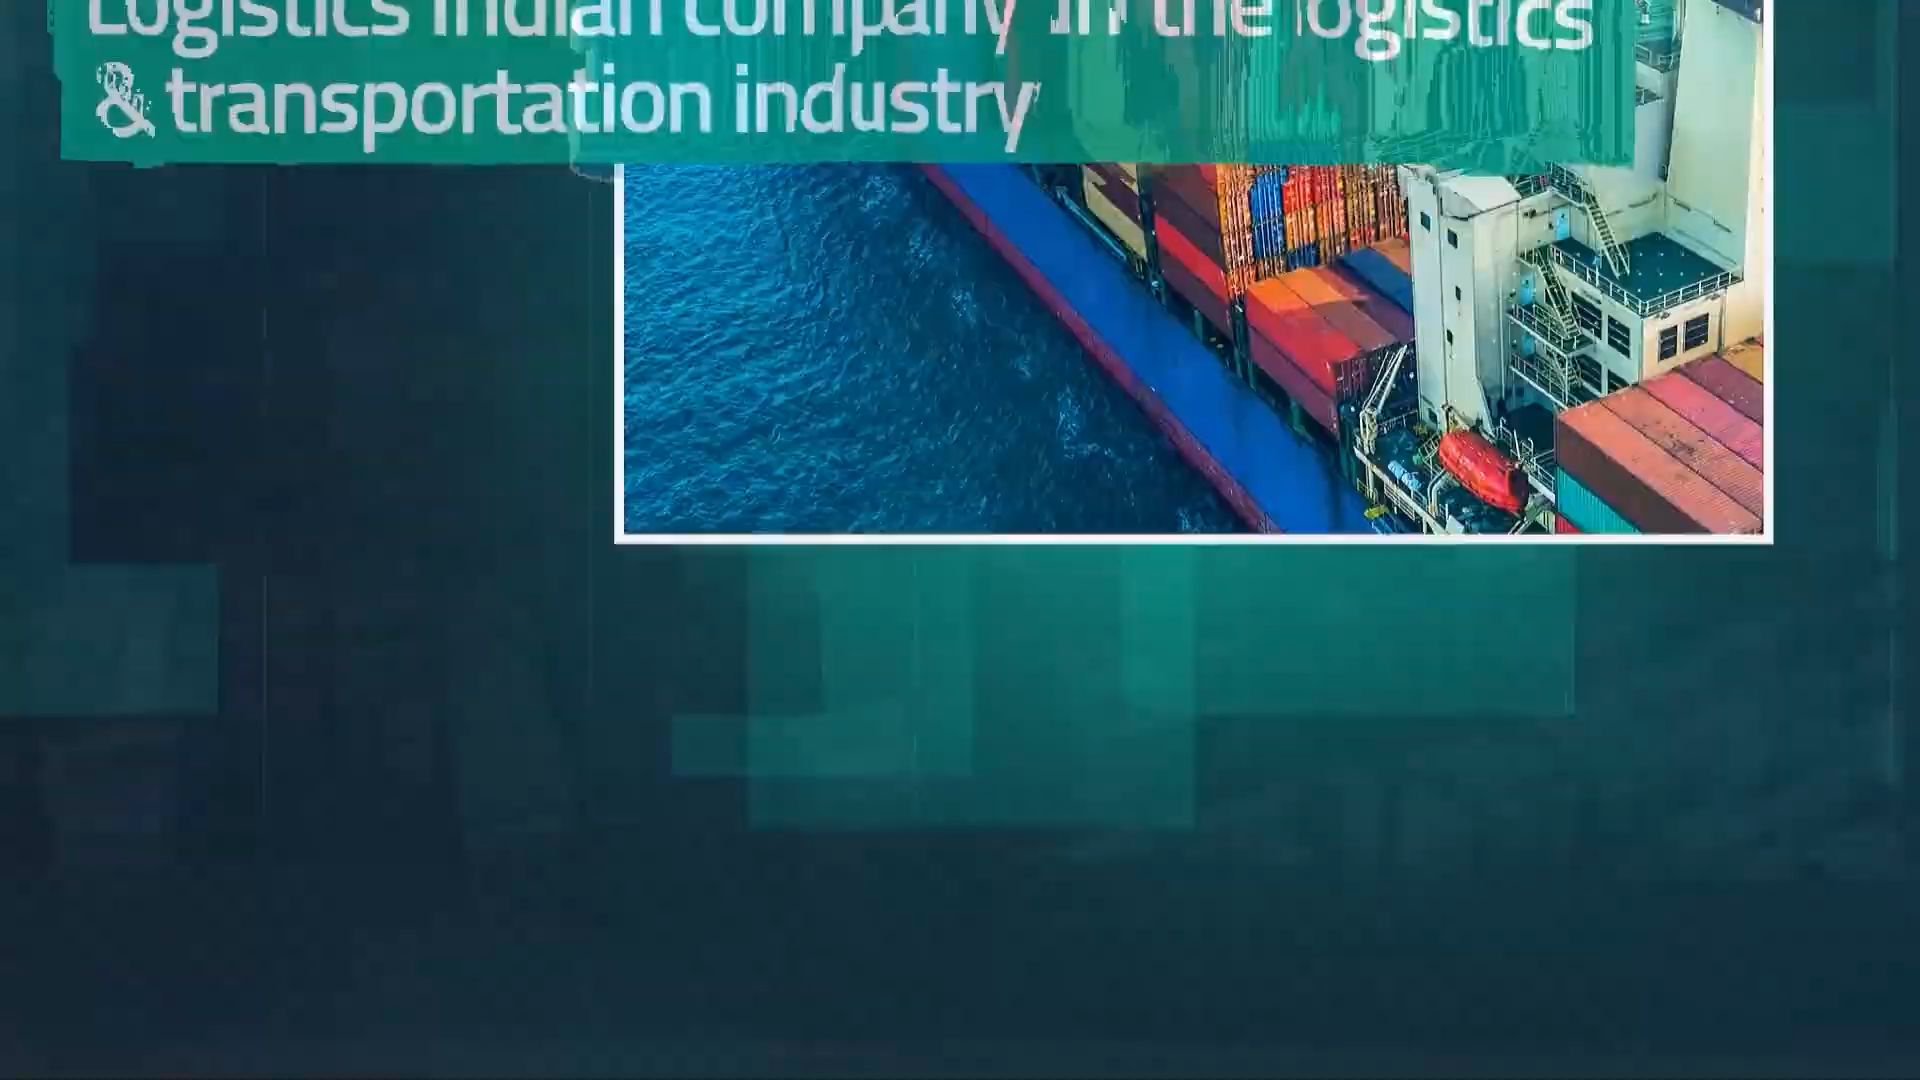 Logistics Indian company in the logistics
& transportation industry